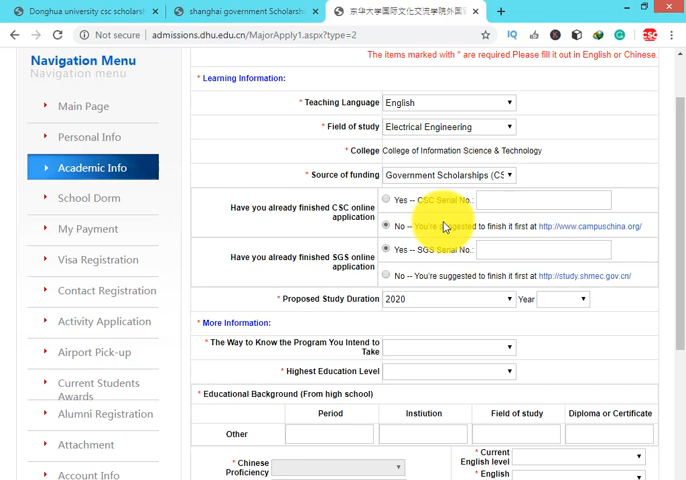 Donghua university csc scholars
shanghai government Scholarshi
东华大学国际文化交流学院外国
Not secure | admissions.dhu.edu.cn/MajorApply1.aspx?type=2
The items marked with * are required Please fill it out in English or Chinese.
Navigation Menu
Navigation menu
Main Page
Personal Info
Academic Info
School Dorm
My Payment
Visa Registration
Contact Registration
Activity Application
Airport Pick-up
Current Students
Awards
Alumni Registration
Attachment
Account Info
* Learning Information:
* Teaching Language English
* Field of study Electrical Engineering
* College College of Information Science & Technology
* Source of funding Government Scholarships (CS
Have you already finished CSC online
application
Yes -- CSC Serial No.:
No -- You're suggested to finish it first at http://www.campuschina.org/
Have you already finished SGS online
application
Yes -- SGS Serial No.:
No -- You're suggested to finish it first at http://study.shmec.gov.cn/
* Proposed Study Duration 2020 Year
* More Information:
* The Way to Know the Program You Intend to
Take
* Highest Education Level
* Educational Background (From high school)
Period Instiution Field of study Diploma or Certificate
Other
* Chinese
Proficiency
* Current
English level
* English